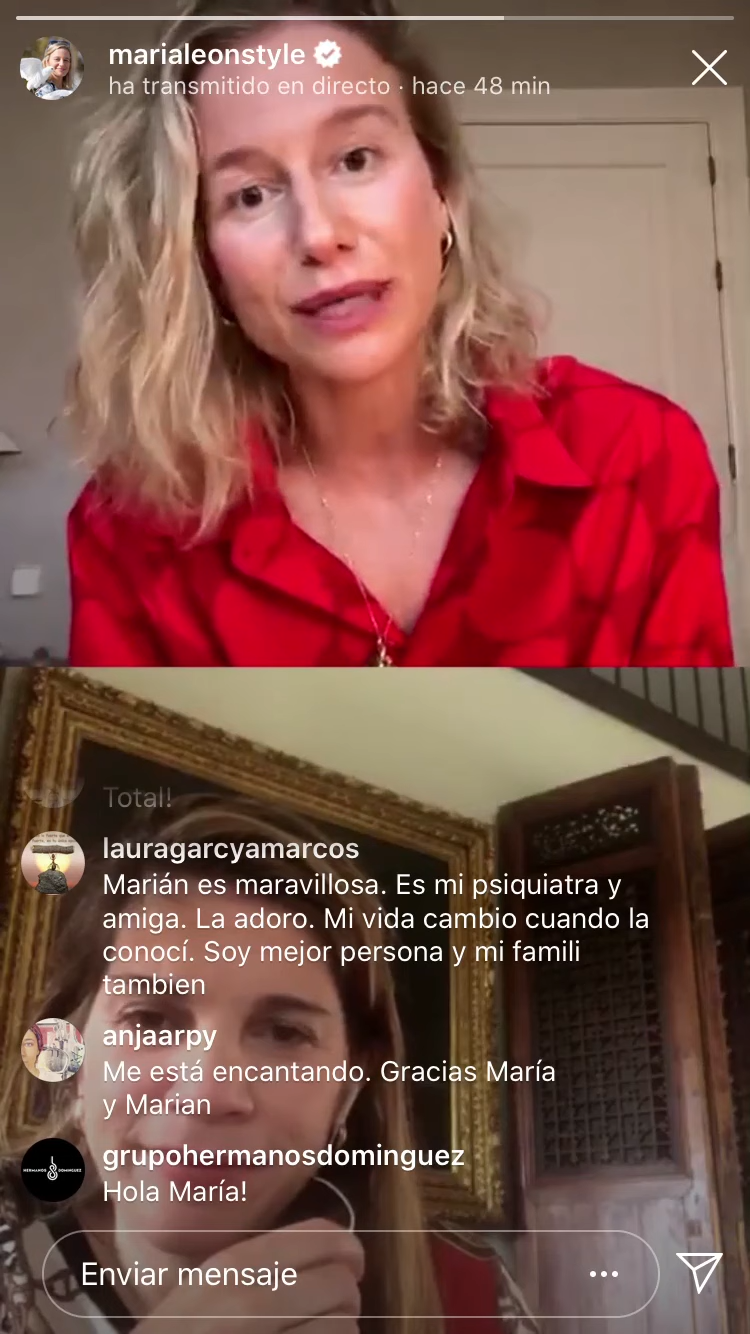 marialeonstyle
ha transmitido en directo · hace 48 min
Total!
lauragarcyamarcos
Marián es maravillosa. Es mi psiquiatra y
amiga. La adoro. Mi vida cambio cuando la
conocí. Soy mejor persona y mi famili
tambien
anjaarpy
Me está encantando. Gracias María
y Marian
grupohermanosdominguez
HERMANOS DOMINGUEZ
Hola María!
Enviar mensaje